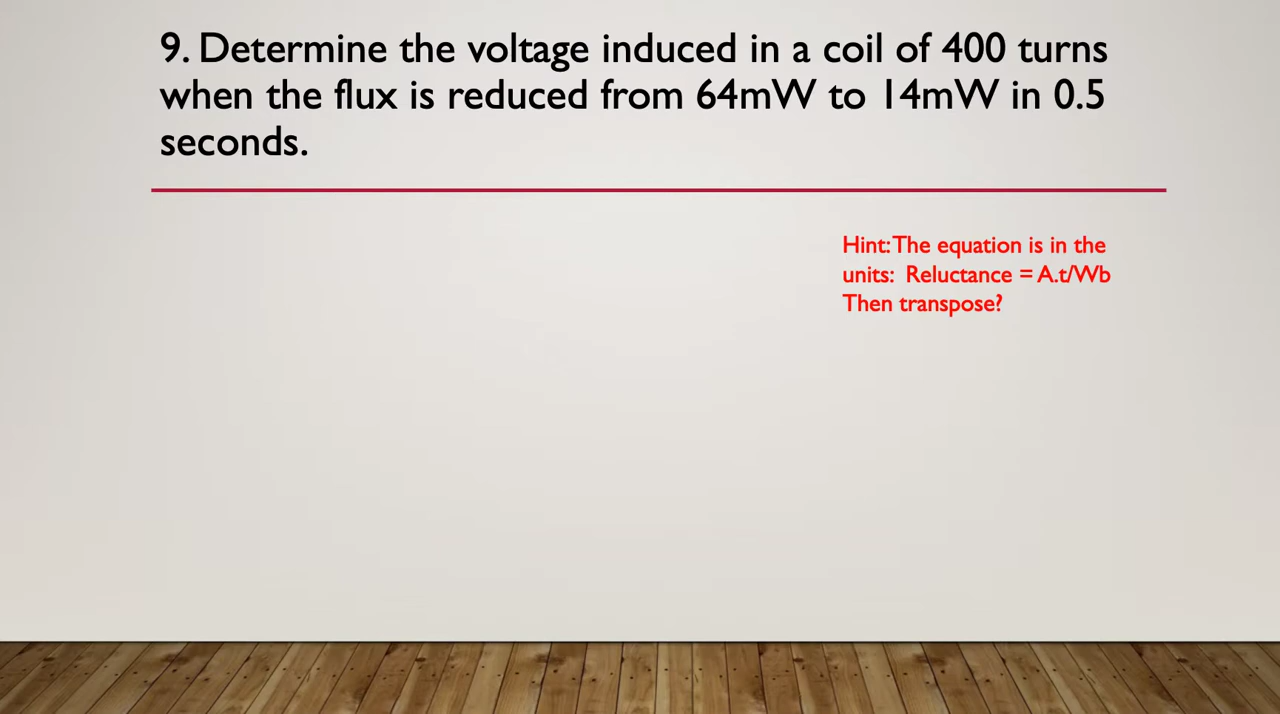 9. Determine the voltage induced in a coil of 400 turns
when the flux is reduced from 64mW to 14mW in 0.5
seconds.
Hint: The equation is in the
units: Reluctance = A.t/Wb
Then transpose?